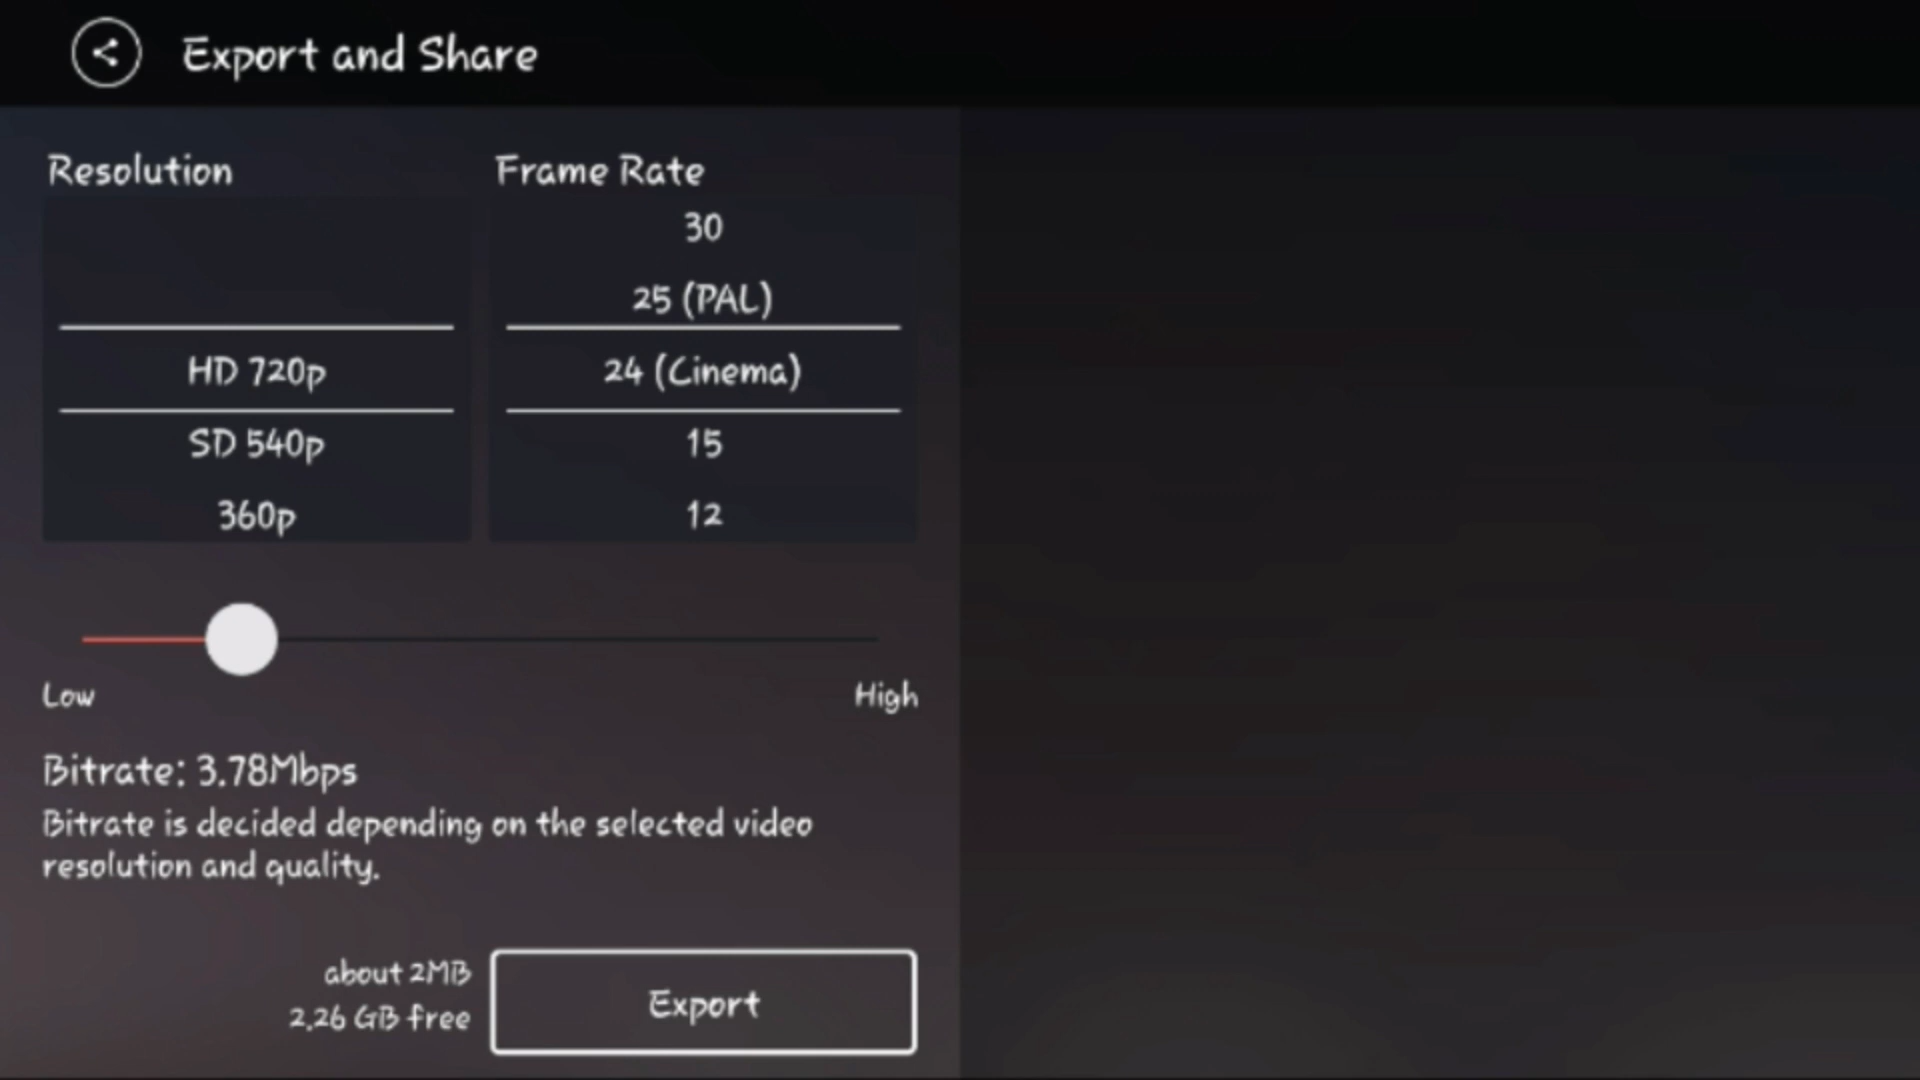 Export and Share
Resolution
Frame Rate
30
25 (PAL)
HD 720p
24 (Cinema)
SD 540p
15
360p
12
Low
High
Bitrate: 3.78Mbps
Bitrate is decided depending on the selected video
resolution and quality.
about 2MB
2.26 GB free
Export